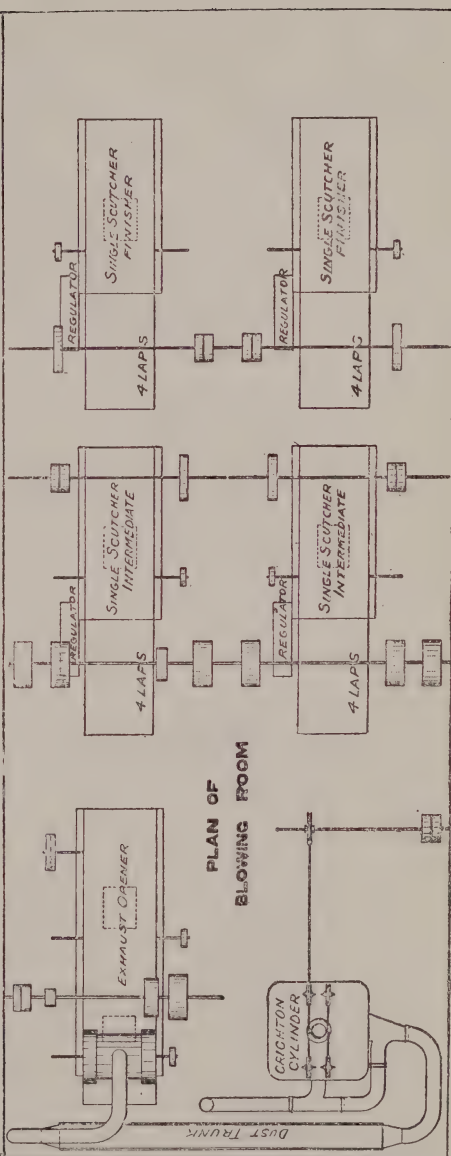 SINGLE SCUTCHER
FINISHER
REGULATOR
4 LAPS
SINGLE SCUTCHER
FINISHER
REGULATOR
4 LAPS
SINGLE SCUTCHER
INTERMEDIATE
REGULATOR
4 LAPS
SINGLE SCUTCHER
INTERMEDIATE
REGULATOR
4 LAPS
PLAN OF
BLOWING ROOM
EXHAUST OPENER
CRIGHTON
CYLINDER
DUST TRUNK